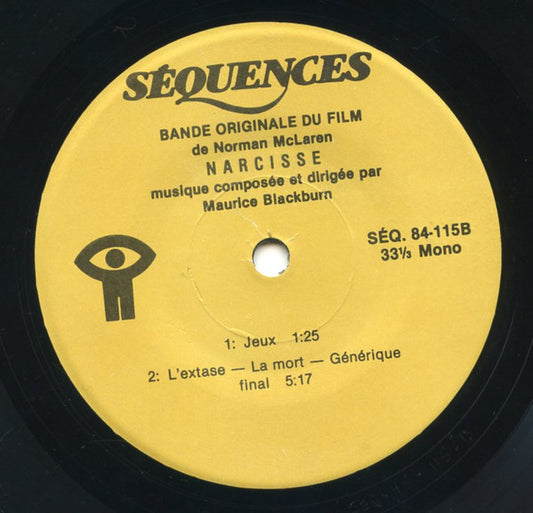 SÉQUENCES
BANDE ORIGINALE DU FILM
de Norman McLaren
NARCISSE
musique composée et dirigée par
Maurice Blackburn
SÉQ. 84-115B
33⅓ Mono
1: Jeux 1:25
2: L'extase — La mort — Générique
final 5:17